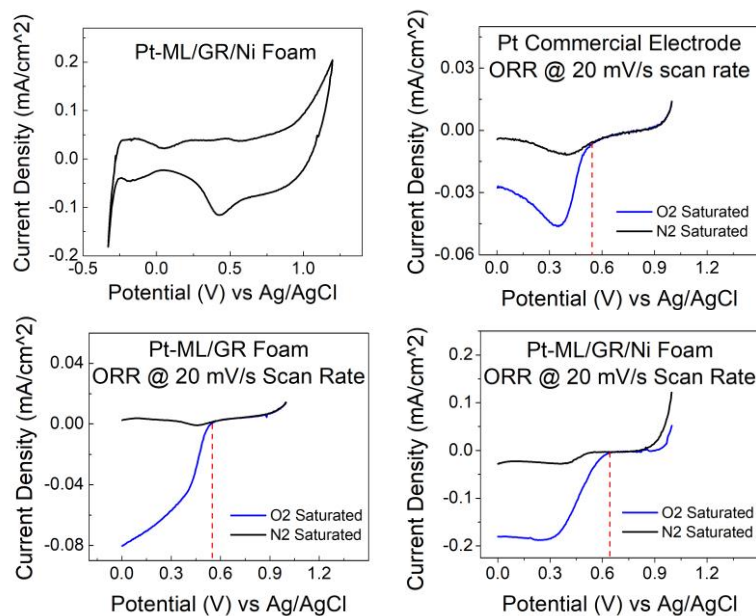 Pt-ML/GR/Ni Foam
Current Density (mA/cm^2)
0.2
0.1
0.0
-0.1
-0.2
-0.5
0.0
0.5
1.0
Potential (V) vs Ag/AgCl
Pt Commercial Electrode
ORR @ 20 mV/s scan rate
Current Density (mA/cm^2)
0.03
0.00
-0.03
-0.06
O2 Saturated
N2 Saturated
0.0
0.3
0.6
0.9
1.2
Potential (V) vs Ag/AgCl
Pt-ML/GR Foam
ORR @ 20 mV/s Scan Rate
Current Density (mA/cm^2)
0.04
0.00
-0.04
-0.08
O2 Saturated
N2 Saturated
0.0
0.3
0.6
0.9
1.2
Potential (V) vs Ag/AgCl
Pt-ML/GR/Ni Foam
ORR @ 20 mV/s Scan Rate
Current Density (mA/cm^2)
0.2
0.1
0.0
-0.1
-0.2
O2 Saturated
N2 Saturated
0.0
0.3
0.6
0.9
1.2
Potential (V) vs Ag/AgCl